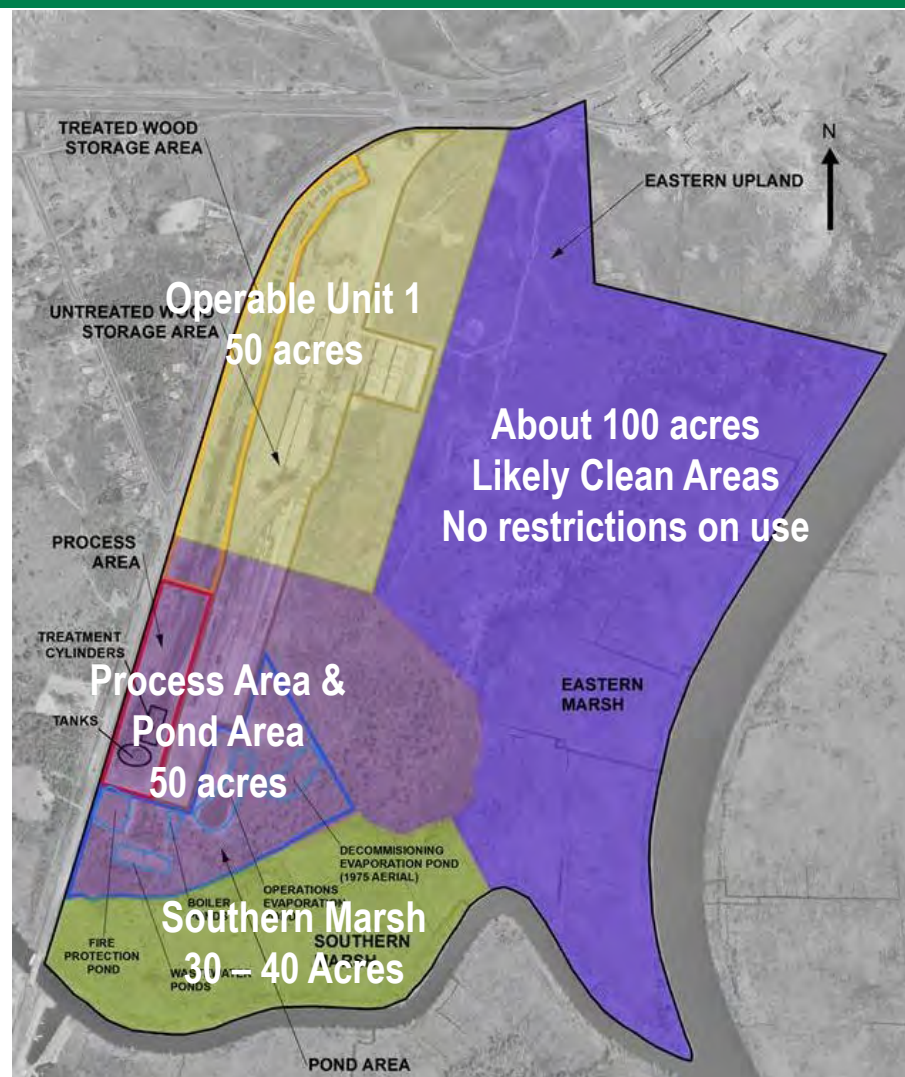 TREATED WOOD
STORAGE AREA
N
EASTERN UPLAND
Operable Unit 1
50 acres
UNTREATED WOOD
STORAGE AREA
About 100 acres
Likely Clean Areas
No restrictions on use
PROCESS
AREA
TREATMENT
CYLINDERS
Process Area &
Pond Area
50 acres
TANKS
EASTERN
MARSH
DECOMMISIONING
EVAPORATION POND
(1975 AERIAL)
OPERATIONS
EVAPORATION
BOILER
Southern Marsh
30 – 40 Acres
SOUTHERN
FIRE
PROTECTION
POND
PONDS
POND AREA